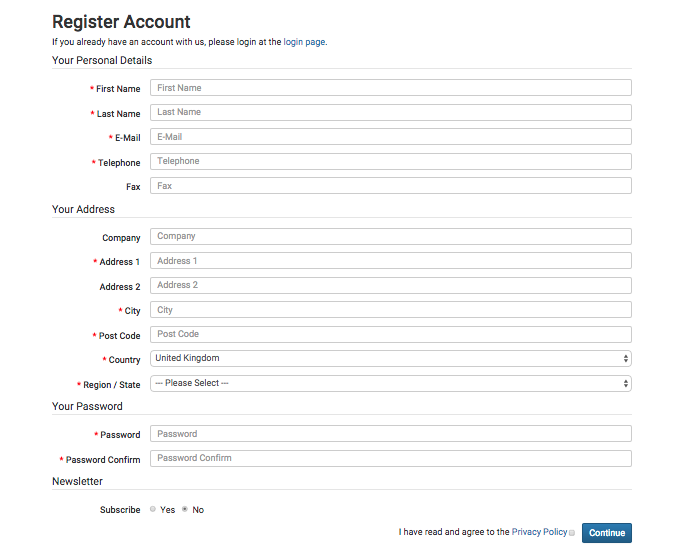 Register Account
If you already have an account with us, please login at the login page.
Your Personal Details
* First Name First Name
* Last Name Last Name
* E-Mail E-Mail
* Telephone Telephone
Fax Fax
Your Address
Company Company
* Address 1 Address 1
Address 2 Address 2
* City City
* Post Code Post Code
* Country United Kingdom
* Region / State --- Please Select ---
Your Password
* Password Password
* Password Confirm Password Confirm
Newsletter
Subscribe Yes No
I have read and agree to the Privacy Policy Continue